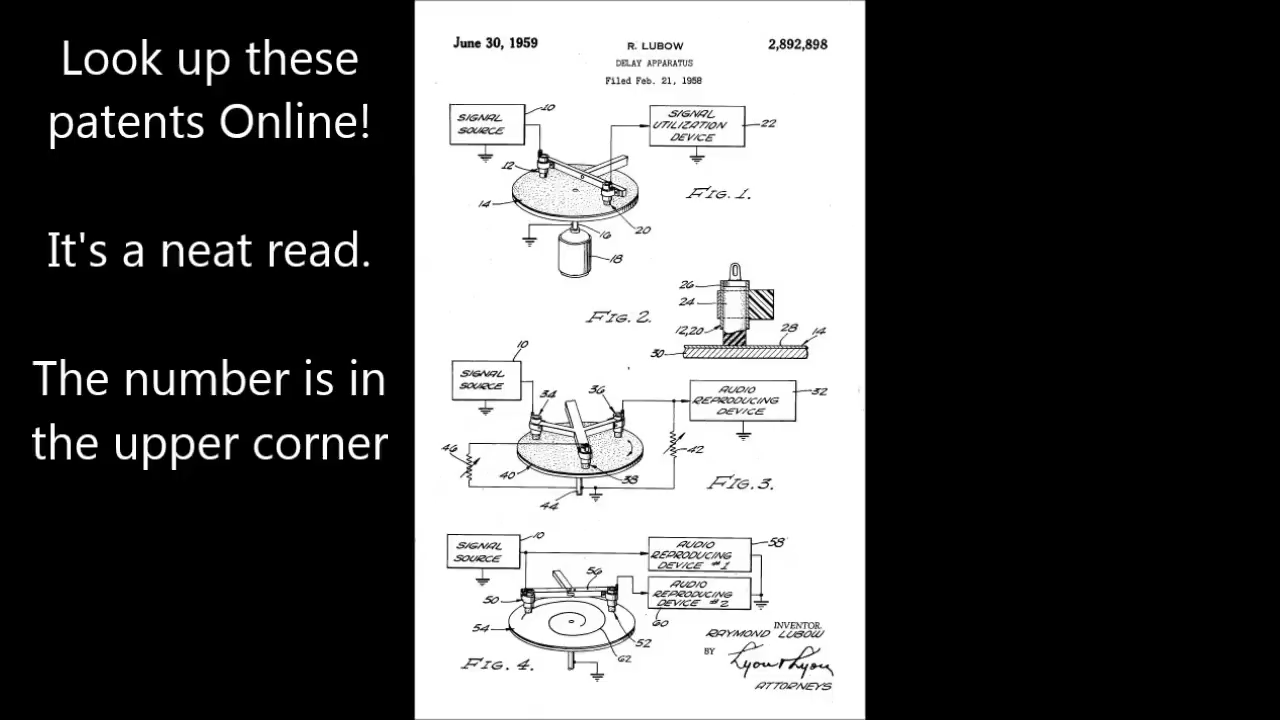 Look up these
patents Online!
It's a neat read.
The number is in
the upper corner
June 30, 1959
R. LUBOW
2,892,898
DELAY APPARATUS
Filed Feb. 21, 1958
10
SIGNAL
SOURCE
SIGNAL
UTILIZATION
DEVICE
22
12
14
FIG. 1.
20
16
18
26
24
FIG. 2.
12,20
28
14
30
10
SIGNAL
SOURCE
34
36
AUDIO
REPRODUCING
DEVICE
32
46
42
40
38
FIG. 3.
44
10
SIGNAL
SOURCE
AUDIO
REPRODUCING
DEVICE #1
58
56
AUDIO
REPRODUCING
DEVICE #2
50
60
54
52
62
FIG. 4.
INVENTOR.
RAYMOND LUBOW
BY
Lyon & Lyon
ATTORNEYS